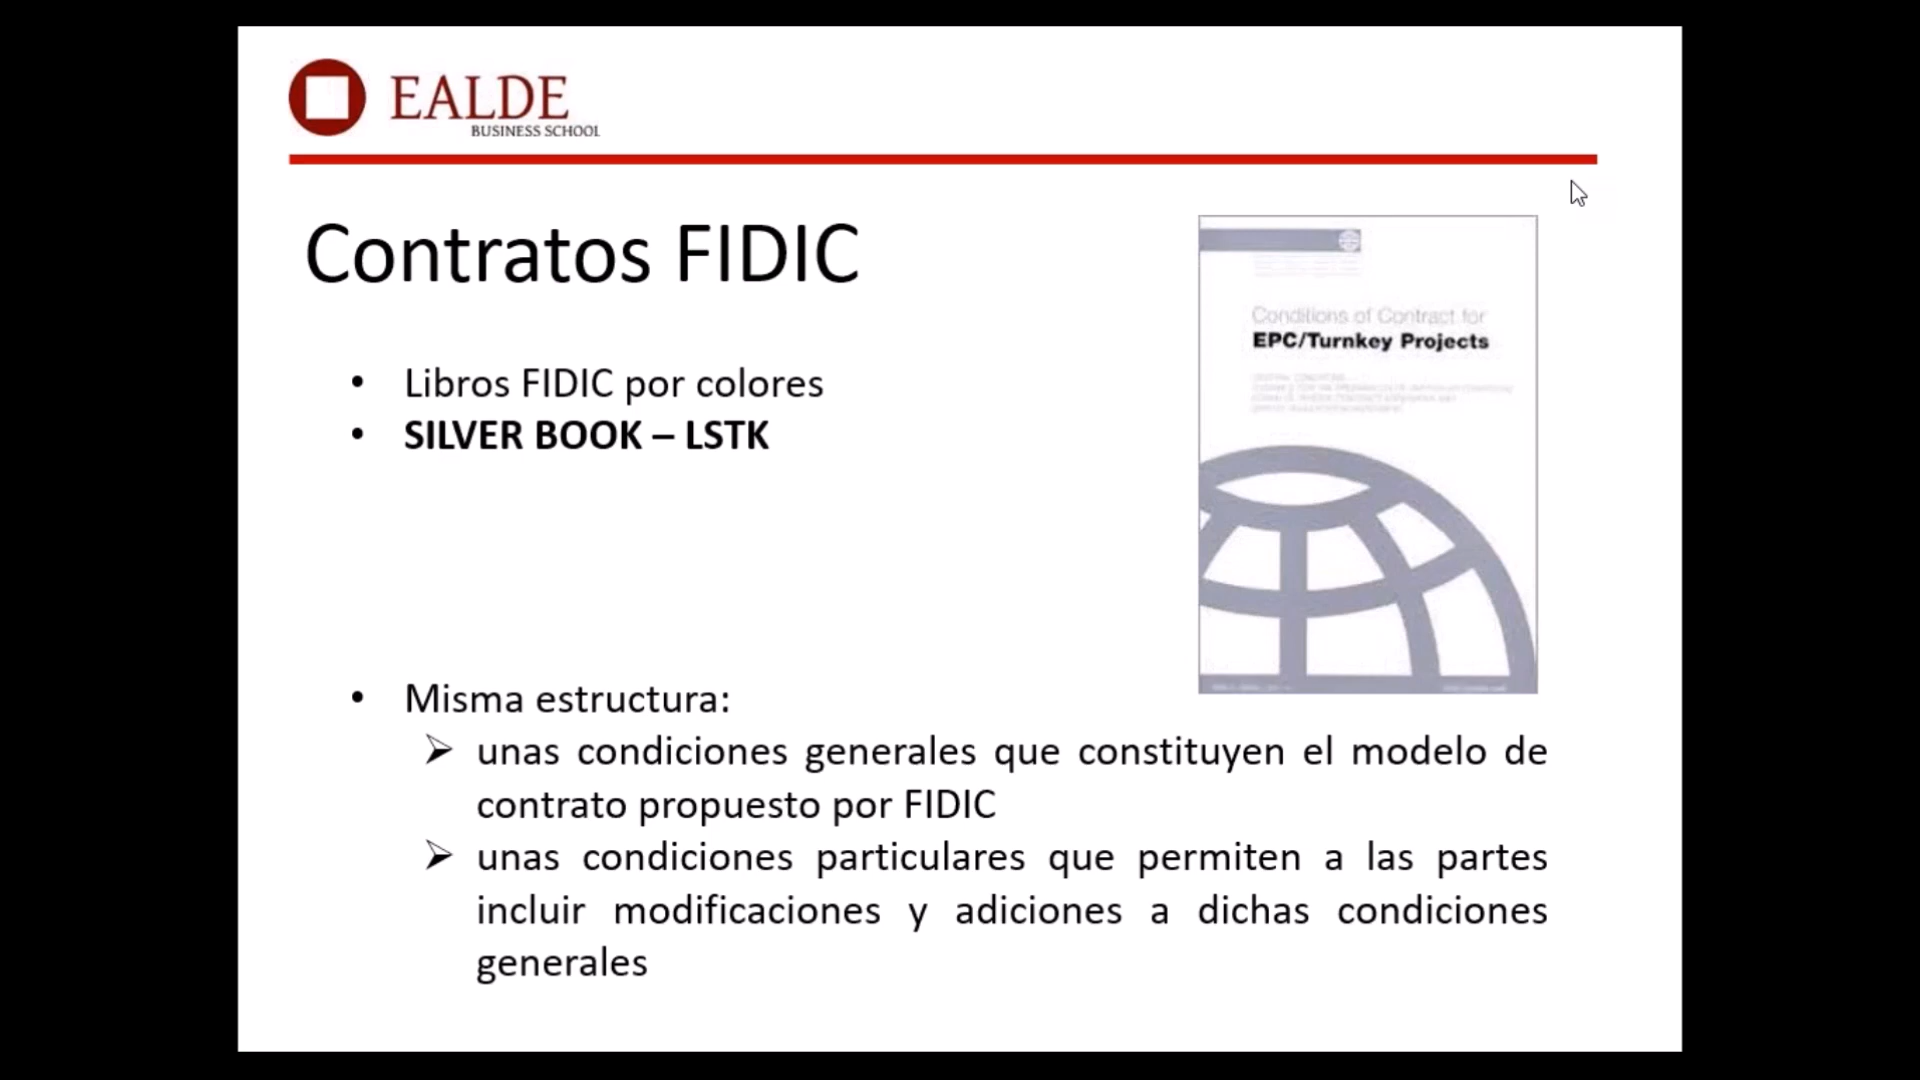 EALDE
BUSINESS SCHOOL
Contratos FIDIC
• Libros FIDIC por colores
• SILVER BOOK – LSTK
Conditions of Contract for
EPC/Turnkey Projects
• Misma estructura:
➢ unas condiciones generales que constituyen el modelo de
contrato propuesto por FIDIC
➢ unas condiciones particulares que permiten a las partes
incluir modificaciones y adiciones a dichas condiciones
generales